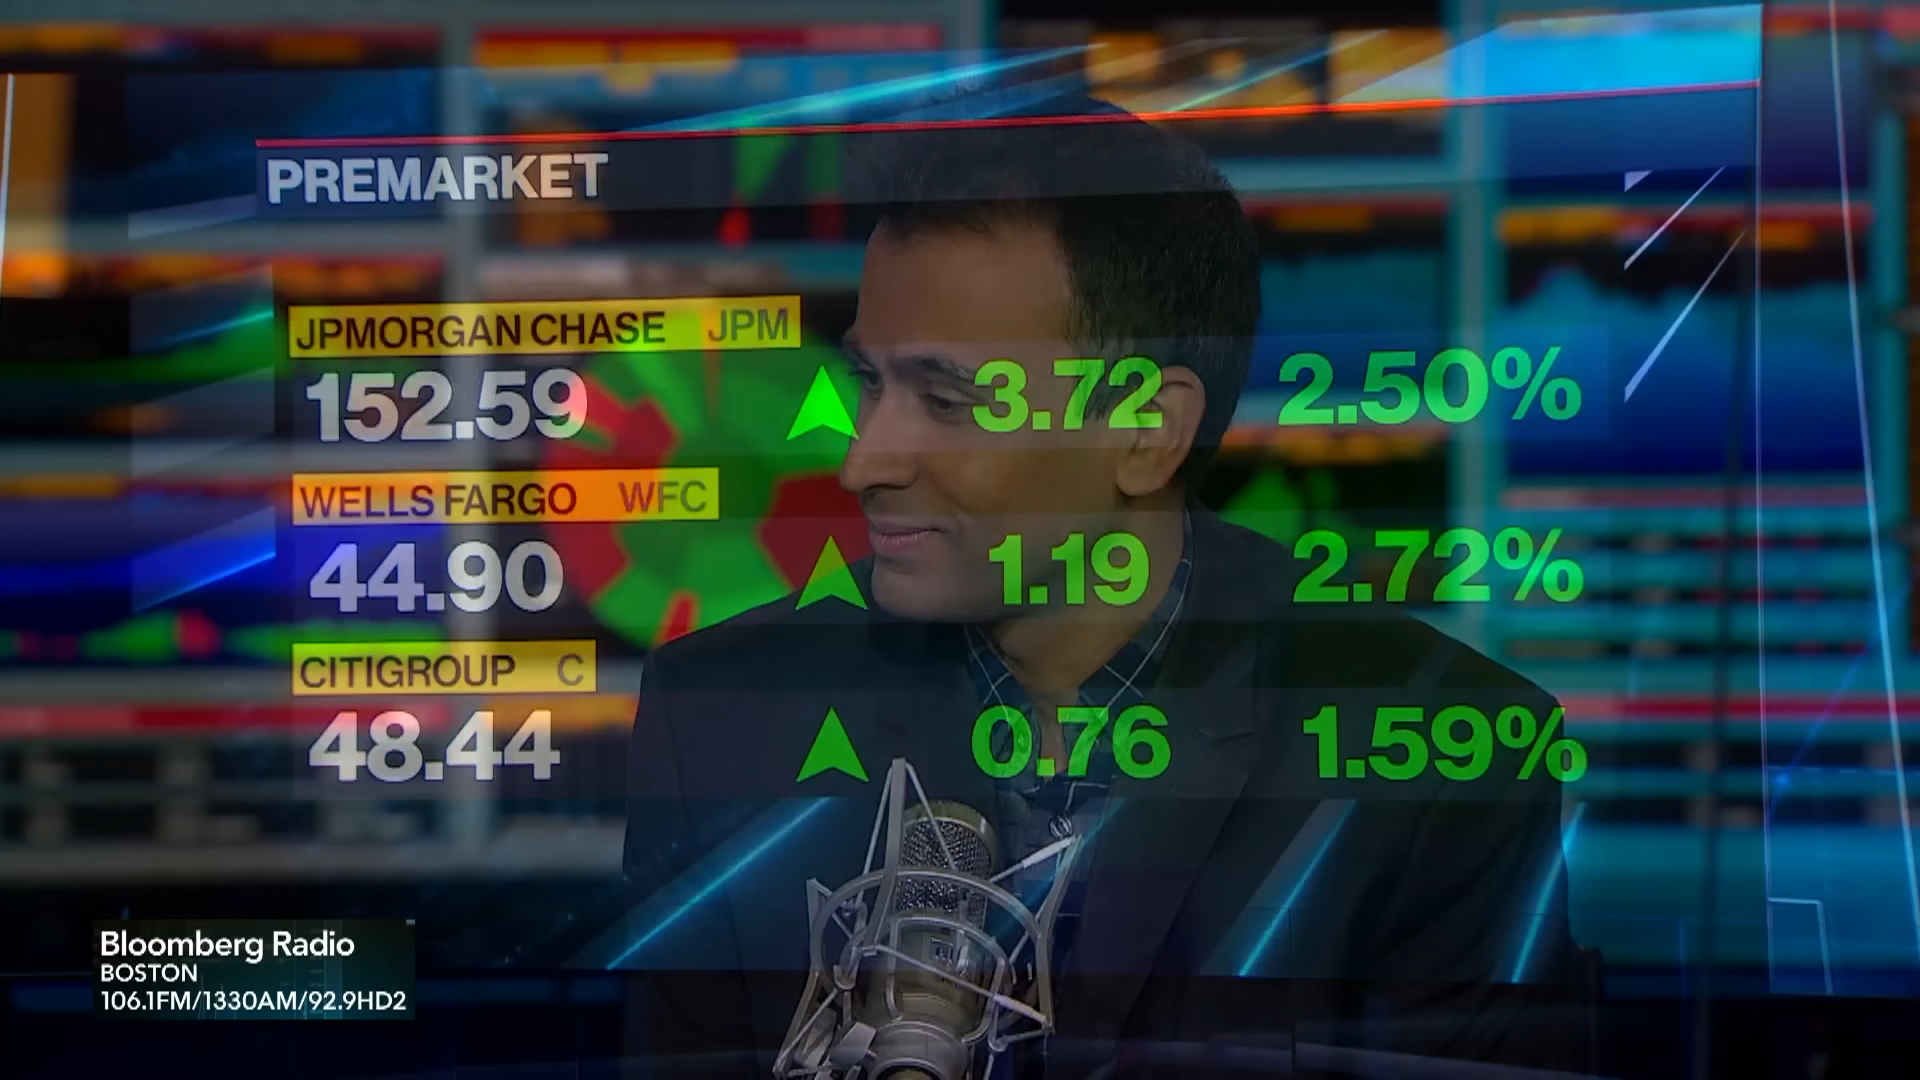 PREMARKET
JPMORGAN CHASE JPM
152.59 ▲ 3.72 2.50%
WELLS FARGO WFC
44.90 ▲ 1.19 2.72%
CITIGROUP C
48.44 ▲ 0.76 1.59%
Bloomberg Radio
BOSTON
106.1FM/1330AM/92.9HD2